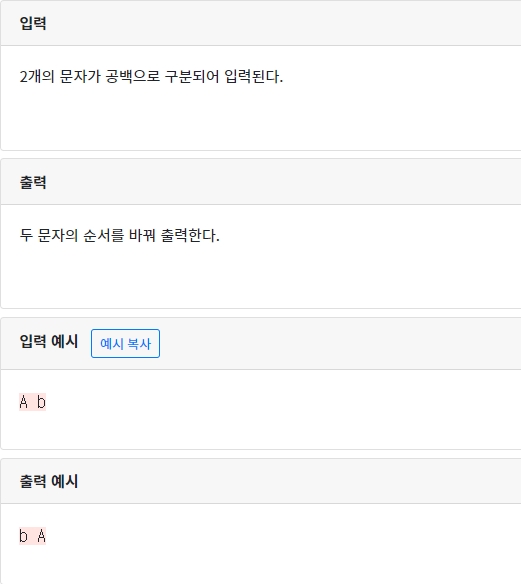 입력
2개의 문자가 공백으로 구분되어 입력된다.
출력
두 문자의 순서를 바꿔 출력한다.
입력 예시 예시 복사
A b
출력 예시
b A